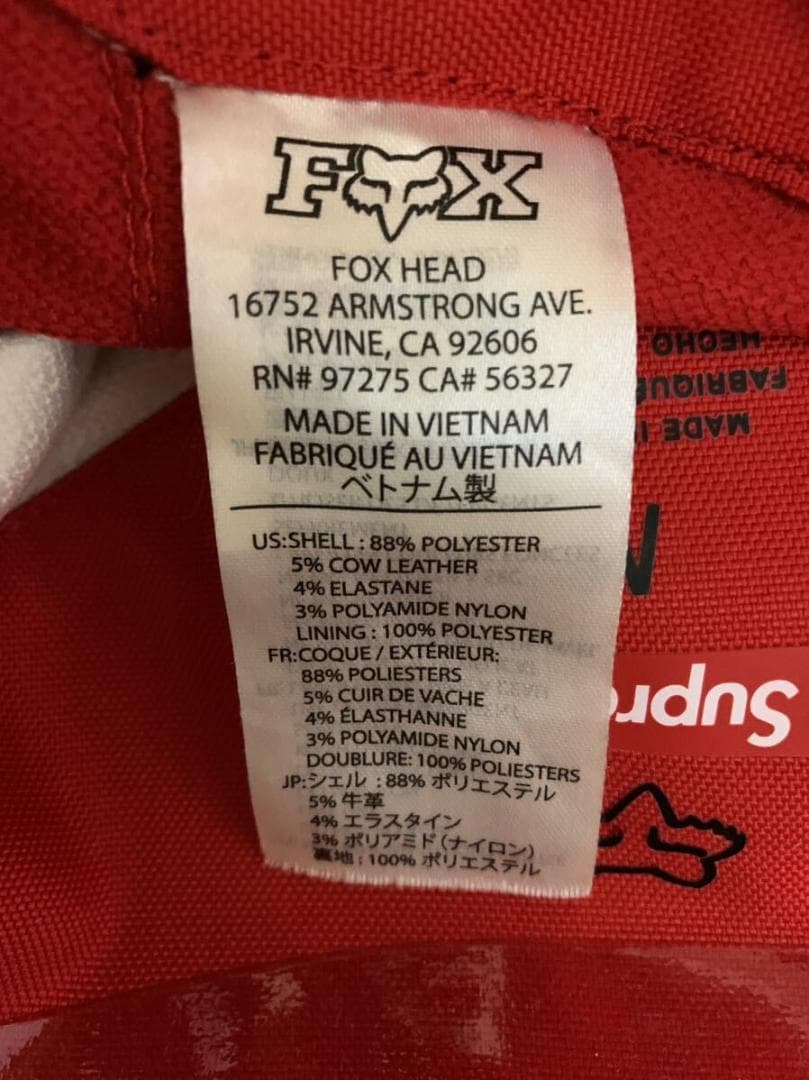 FOX
FOX HEAD
16752 ARMSTRONG AVE.
IRVINE, CA 92606
RN# 97275 CA# 56327
MADE IN VIETNAM
FABRIQUÉ AU VIETNAM
ベトナム製
US:SHELL : 88% POLYESTER
5% COW LEATHER
4% ELASTANE
3% POLYAMIDE NYLON
LINING : 100% POLYESTER
FR:COQUE / EXTÉRIEUR:
88% POLIESTERS
5% CUIR DE VACHE
4% ÉLASTHANNE
3% POLYAMIDE NYLON
DOUBLURE: 100% POLIESTERS
JP:シェル : 88% ポリエステル
5% 牛革
4% エラスタイン
3% ポリアミド (ナイロン)
裏地 : 100% ポリエステル
HECHO
FABRIQUÉ
MADE I
Supre